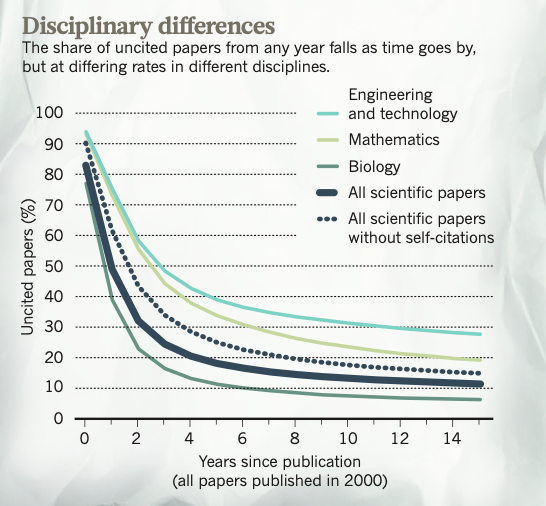 Disciplinary differences
The share of uncited papers from any year falls as time goes by,
but at differing rates in different disciplines.
Engineering
and technology
Mathematics
Biology
All scientific papers
All scientific papers
without self-citations
Uncited papers (%)
100
90
80
70
60
50
40
30
20
10
0
0 2 4 6 8 10 12 14
Years since publication
(all papers published in 2000)